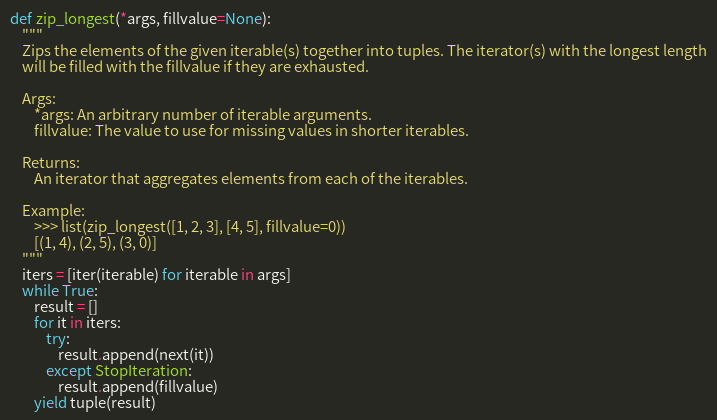 def zip_longest(*args, fillvalue=None):
    """
    Zips the elements of the given iterable(s) together into tuples. The iterator(s) with the longest length
    will be filled with the fillvalue if they are exhausted.

    Args:
        *args: An arbitrary number of iterable arguments.
        fillvalue: The value to use for missing values in shorter iterables.

    Returns:
        An iterator that aggregates elements from each of the iterables.

    Example:
        >>> list(zip_longest([1, 2, 3], [4, 5], fillvalue=0))
        [(1, 4), (2, 5), (3, 0)]
    """
    iters = [iter(iterable) for iterable in args]
    while True:
        result = []
        for it in iters:
            try:
                result.append(next(it))
            except StopIteration:
                result.append(fillvalue)
        yield tuple(result)